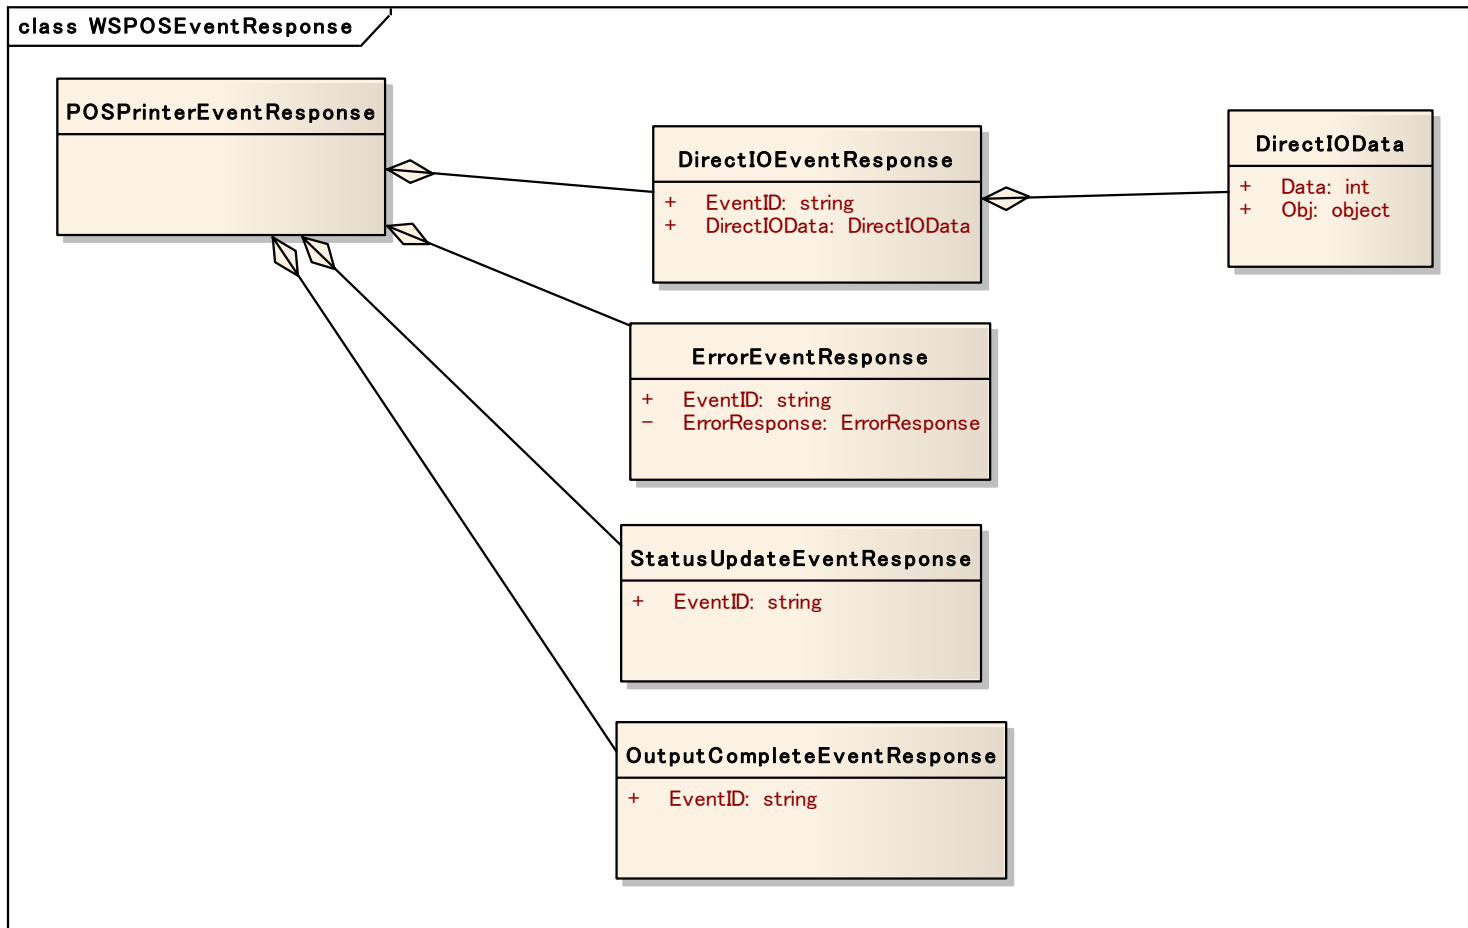 class WSPOSEventResponse
POSPrinterEventResponse
DirectIOEventResponse
+ EventID: string
+ DirectIOData: DirectIOData
DirectIOData
+ Data: int
+ Obj: object
ErrorEventResponse
+ EventID: string
- ErrorResponse: ErrorResponse
StatusUpdateEventResponse
+ EventID: string
OutputCompleteEventResponse
+ EventID: string